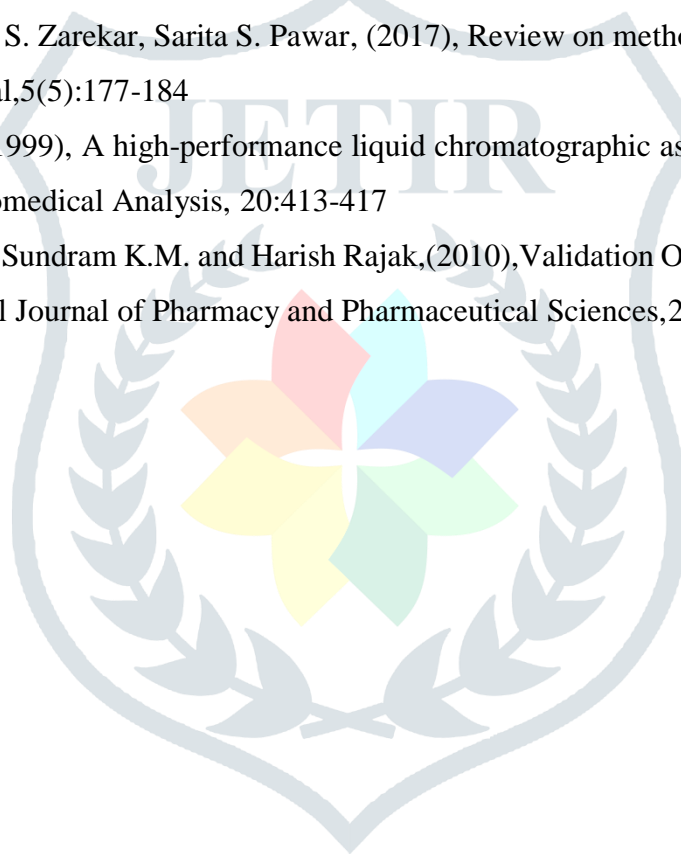 S. Zarekar, Sarita S. Pawar, (2017), Review on metho
al,5(5):177-184
1999), A high-performance liquid chromatographic as
omedical Analysis, 20:413-417
Sundram K.M. and Harish Rajak,(2010),Validation O
l Journal of Pharmacy and Pharmaceutical Sciences,2
JETIR